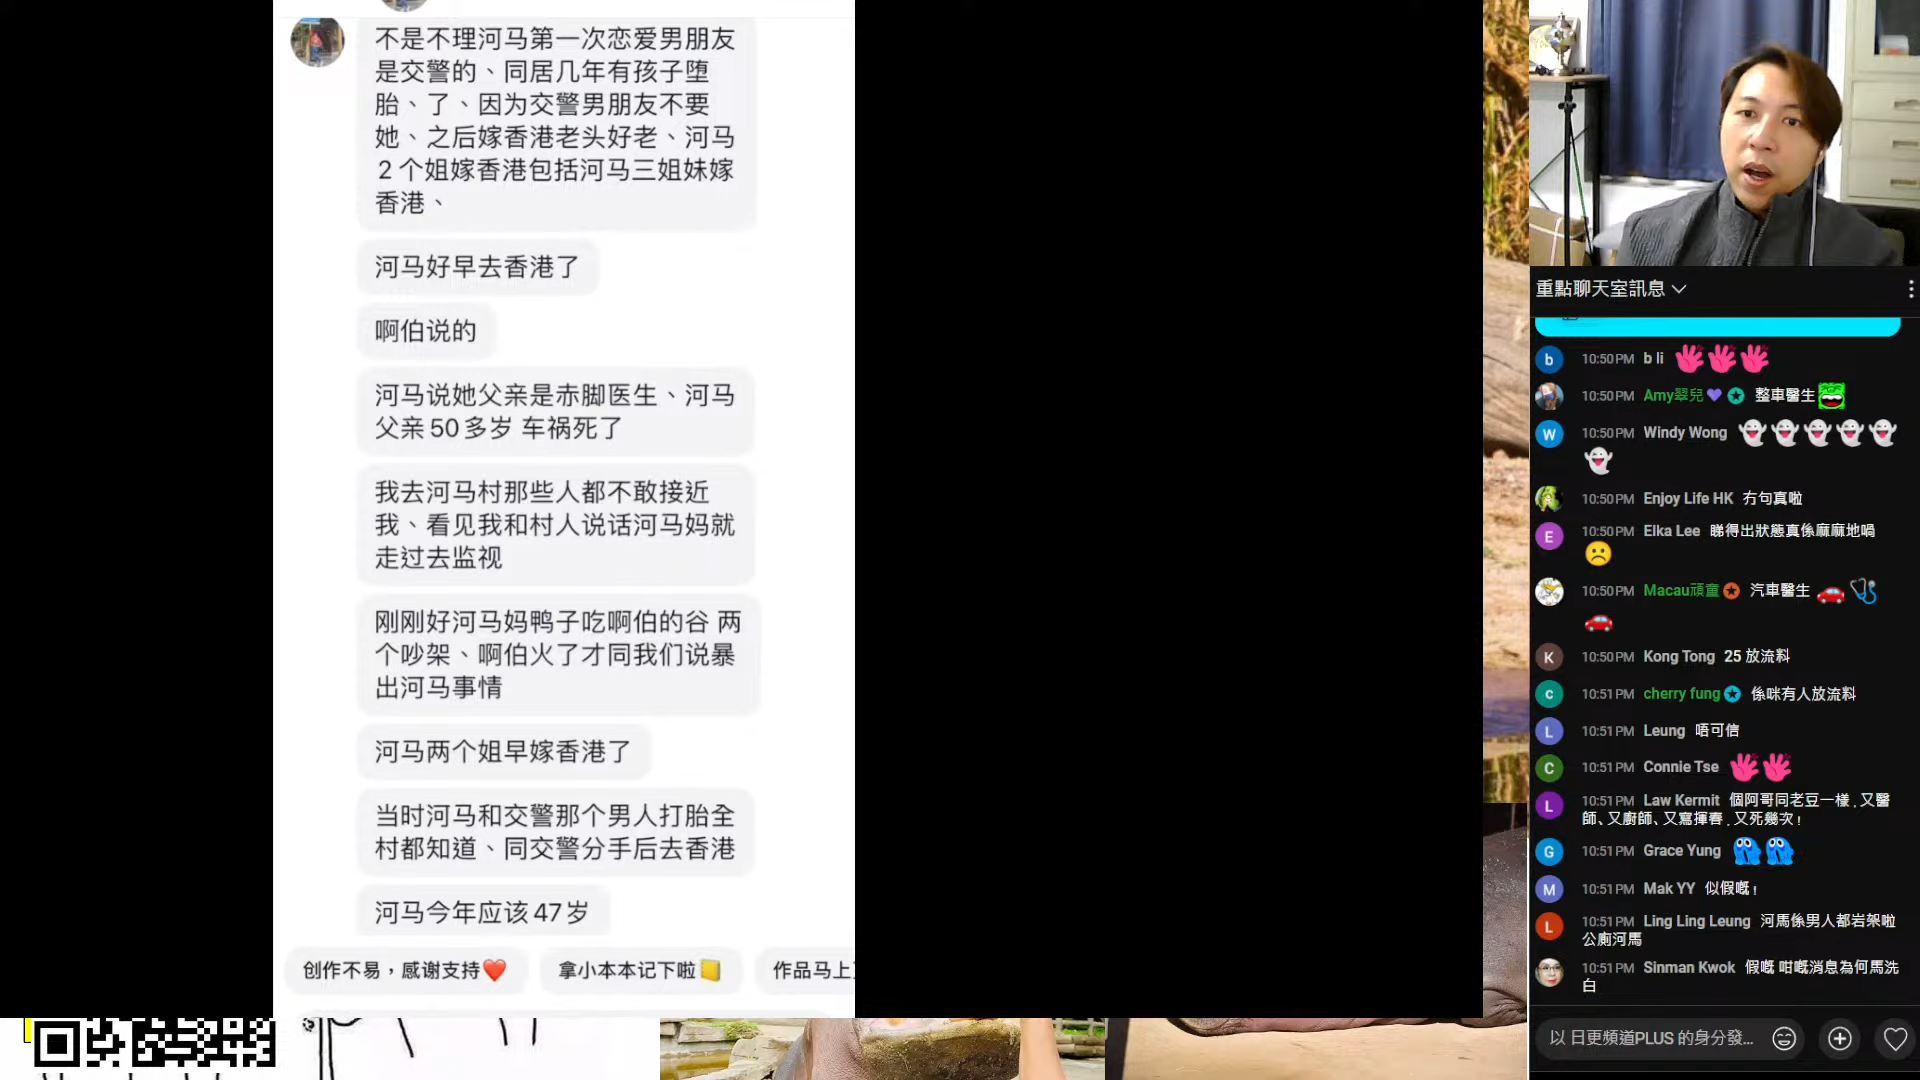 不是不理河马第一次恋爱男朋友
是交警的、同居几年有孩子堕
胎、了、因为交警男朋友不要
她、之后嫁香港老头好老、河马
2个姐嫁香港包括河马三姐妹嫁
香港、
河马好早去香港了
啊伯说的
河马说她父亲是赤脚医生、河马
父亲50多岁 车祸死了
我去河马村那些人都不敢接近
我、看见我和村人说话河马妈就
走过去监视
刚刚好河马妈鸭子吃啊伯的谷 两
个吵架、啊伯火了才同我们说暴
出河马事情
河马两个姐早嫁香港了
当时河马和交警那个男人打胎全
村都知道、同交警分手后去香港
河马今年应该47岁
创作不易，感谢支持❤️
拿小本本记下啦📒
作品马上
重點聊天室訊息
b
10:50PM b li
10:50PM Amy翠兒💜 整車醫生
W
10:50PM Windy Wong 👻👻👻👻👻
👻
10:50PM Enjoy Life HK 冇句真啦
E
10:50PM Elka Lee 睇得出狀態真係麻麻地喎
☹️
10:50PM Macau頑童 汽車醫生 🚗🩺
🚗
K
10:50PM Kong Tong 25 放流料
c
10:51PM cherry fung 係咪有人放流料
L
10:51PM Leung 唔可信
C
10:51PM Connie Tse
L
10:51PM Law Kermit 個阿哥同老豆一樣 , 又醫
師､又廚師､又寫揮春 , 又死幾次 !
G
10:51PM Grace Yung
M
10:51PM Mak YY 似假嘅 !
L
10:51PM Ling Ling Leung 河馬係男人都岩架啦
公廁河馬
10:51PM Sinman Kwok 假嘅 咁嘅消息為何馬洗
白
以 日更頻道PLUS 的身分發...